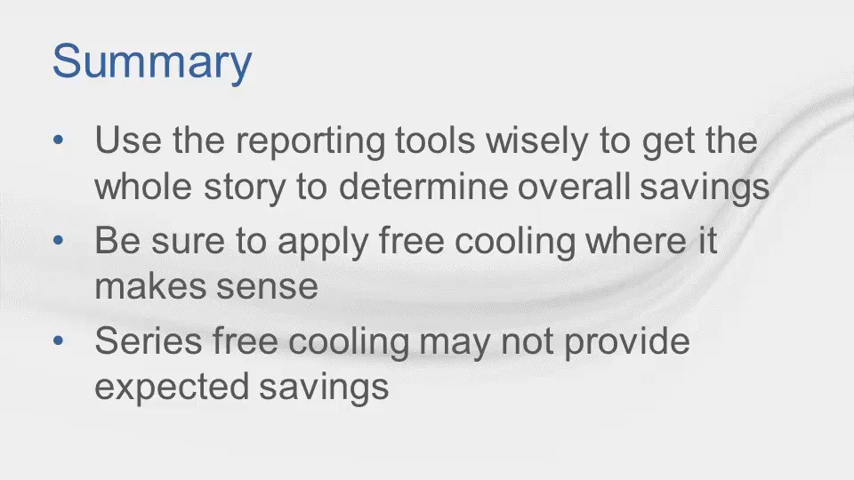 Summary
• Use the reporting tools wisely to get the
whole story to determine overall savings
• Be sure to apply free cooling where it
makes sense
• Series free cooling may not provide
expected savings